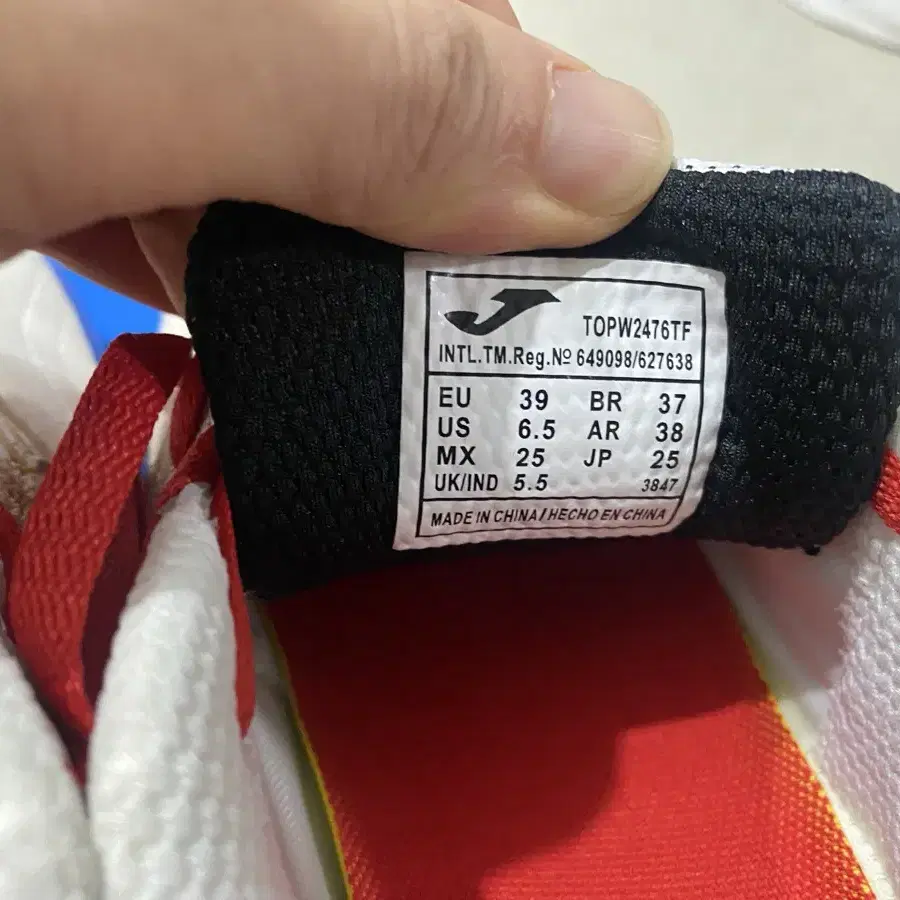 TOPW2476TF
INTL.TM.Reg.Nº 649098/627638
EU 39 BR 37
US 6.5 AR 38
MX 25 JP 25
UK/IND 5.5 3847
MADE IN CHINA/HECHO EN CHINA